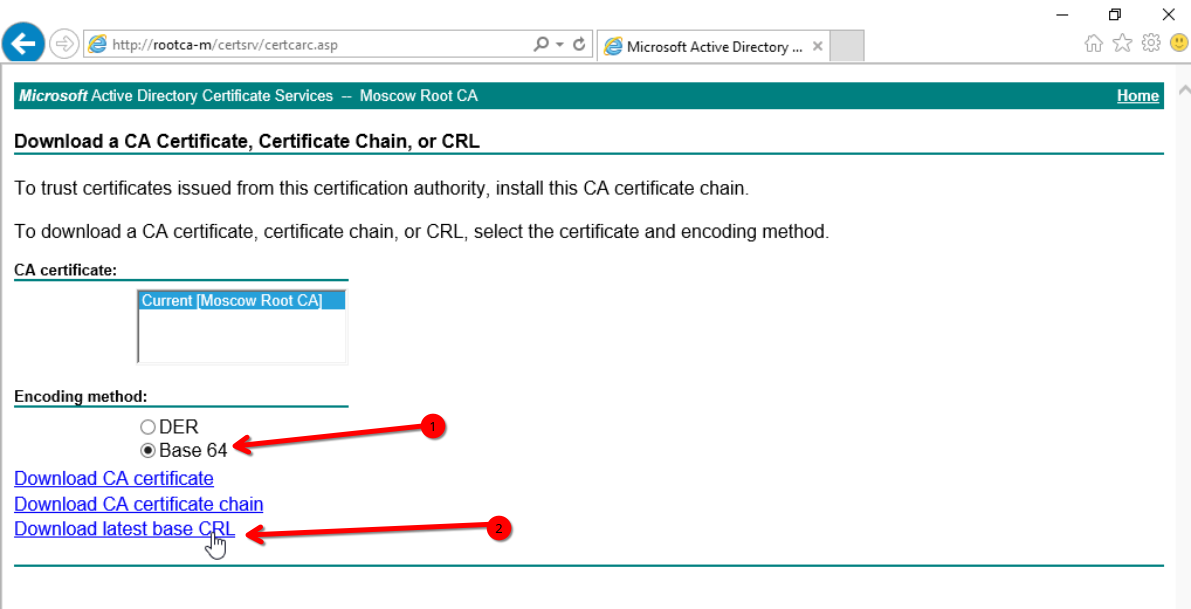 http://rootca-m/certsrv/certcarc.asp
Microsoft Active Directory ...
Microsoft Active Directory Certificate Services -- Moscow Root CA
Home
Download a CA Certificate, Certificate Chain, or CRL
To trust certificates issued from this certification authority, install this CA certificate chain.
To download a CA certificate, certificate chain, or CRL, select the certificate and encoding method.
CA certificate:
Current [Moscow Root CA]
Encoding method:
DER
1
Base 64
Download CA certificate
Download CA certificate chain
Download latest base CRL
2